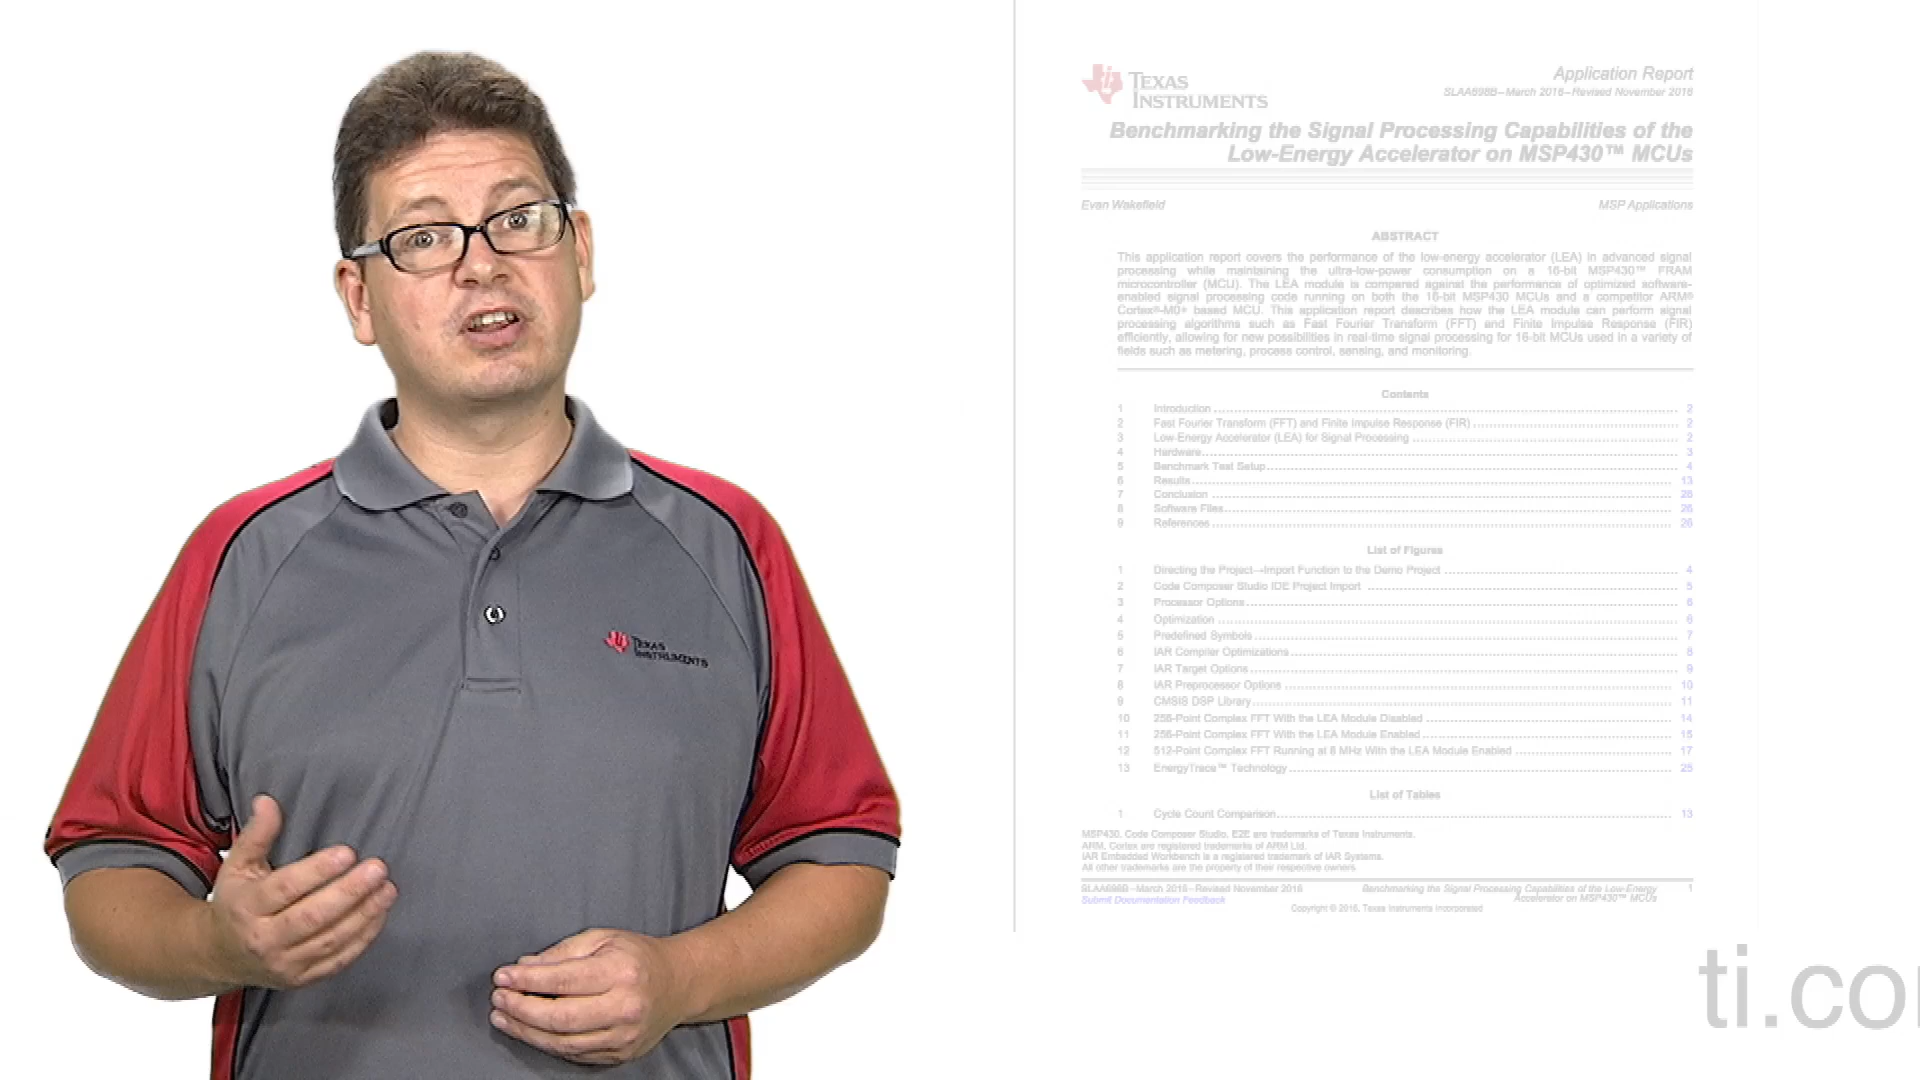 TEXAS
INSTRUMENTS
TEXAS
INSTRUMENTS
Application Report
SLAA698B–March 2016–Revised November 2016
Benchmarking the Signal Processing Capabilities of the
Low-Energy Accelerator on MSP430™ MCUs
Evan Wakefield
MSP Applications
ABSTRACT
This application report covers the performance of the low-energy accelerator (LEA) in advanced signal
processing while maintaining the ultra-low-power consumption on a 16-bit MSP430™ FRAM
microcontroller (MCU). The LEA module is compared against the performance of optimized software-
enabled signal processing code running on both the 16-bit MSP430 MCUs and a competitor ARM®
Cortex®-M0+ based MCU. This application report describes how the LEA module can perform signal
processing algorithms such as Fast Fourier Transform (FFT) and Finite Impulse Response (FIR)
efficiently, allowing for new possibilities in real-time signal processing for 16-bit MCUs used in a variety of
fields such as metering, process control, sensing, and monitoring.
Contents
1 Introduction 2
2 Fast Fourier Transform (FFT) and Finite Impulse Response (FIR) 2
3 Low-Energy Accelerator (LEA) for Signal Processing 2
4 Hardware 3
5 Benchmark Test Setup 4
6 Results 13
7 Conclusion 26
8 Software Files 26
9 References 26
List of Figures
1 Directing the Project→Import Function to the Demo Project 4
2 Code Composer Studio IDE Project Import 5
3 Processor Options 6
4 Optimization 6
5 Predefined Symbols 7
6 IAR Compiler Optimizations 8
7 IAR Target Options 9
8 IAR Preprocessor Options 10
9 CMSIS DSP Library 11
10 256-Point Complex FFT With the LEA Module Disabled 14
11 256-Point Complex FFT With the LEA Module Enabled 15
12 512-Point Complex FFT Running at 8 MHz With the LEA Module Enabled 17
13 EnergyTrace™ Technology 25
List of Tables
1 Cycle Count Comparison 13
MSP430, Code Composer Studio, E2E are trademarks of Texas Instruments.
ARM, Cortex are registered trademarks of ARM Ltd.
IAR Embedded Workbench is a registered trademark of IAR Systems.
All other trademarks are the property of their respective owners.
SLAA698B–March 2016–Revised November 2016
Benchmarking the Signal Processing Capabilities of the Low-Energy
Accelerator on MSP430™ MCUs
1
Submit Documentation Feedback
Copyright © 2016, Texas Instruments Incorporated
ti.co